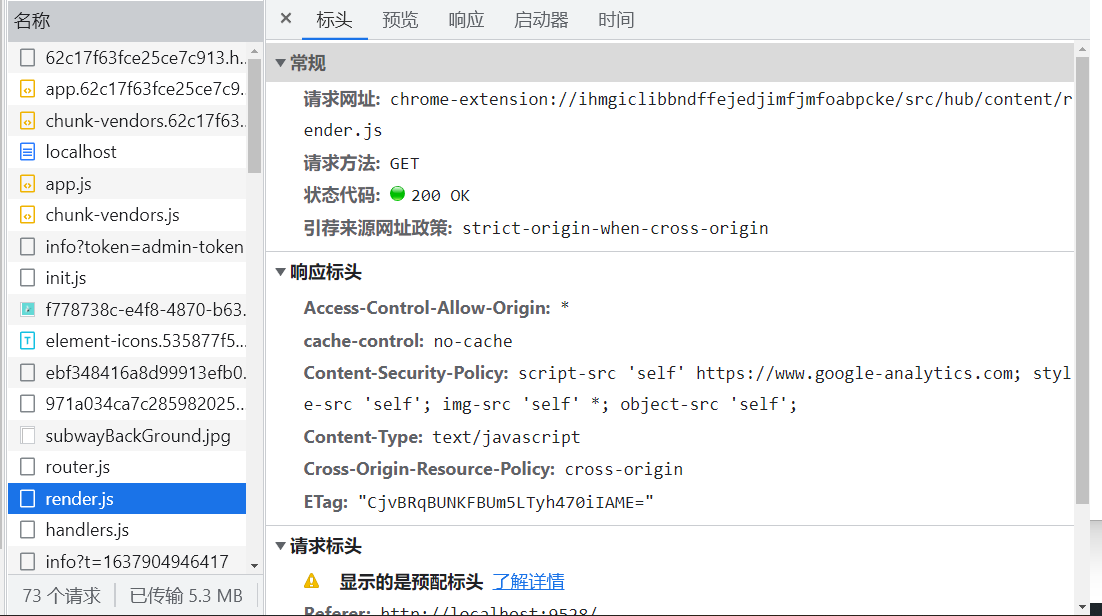 名称
62c17f63fce25ce7c913.h...
app.62c17f63fce25ce7c9...
chunk-vendors.62c17f63...
localhost
app.js
chunk-vendors.js
info?token=admin-token
init.js
f778738c-e4f8-4870-b63...
element-icons.535877f5...
ebf348416a8d99913efb0...
971a034ca7c285982025...
subwayBackGround.jpg
router.js
render.js
handlers.js
info?t=1637904946417
73 个请求 已传输 5.3 MB
× 标头 预览 响应 启动器 时间
常规
请求网址: chrome-extension://ihmgiclibbndffejedjimfjmfoabpcke/src/hub/content/r
ender.js
请求方法: GET
状态代码: 200 OK
引荐来源网址政策: strict-origin-when-cross-origin
响应标头
Access-Control-Allow-Origin: *
cache-control: no-cache
Content-Security-Policy: script-src 'self' https://www.google-analytics.com; styl
e-src 'self'; img-src 'self' *; object-src 'self';
Content-Type: text/javascript
Cross-Origin-Resource-Policy: cross-origin
ETag: "CjvBRqBUNKFBUm5LTyh470iIAME="
请求标头
显示的是预配标头 了解详情
Referer: http://localhost:9528/